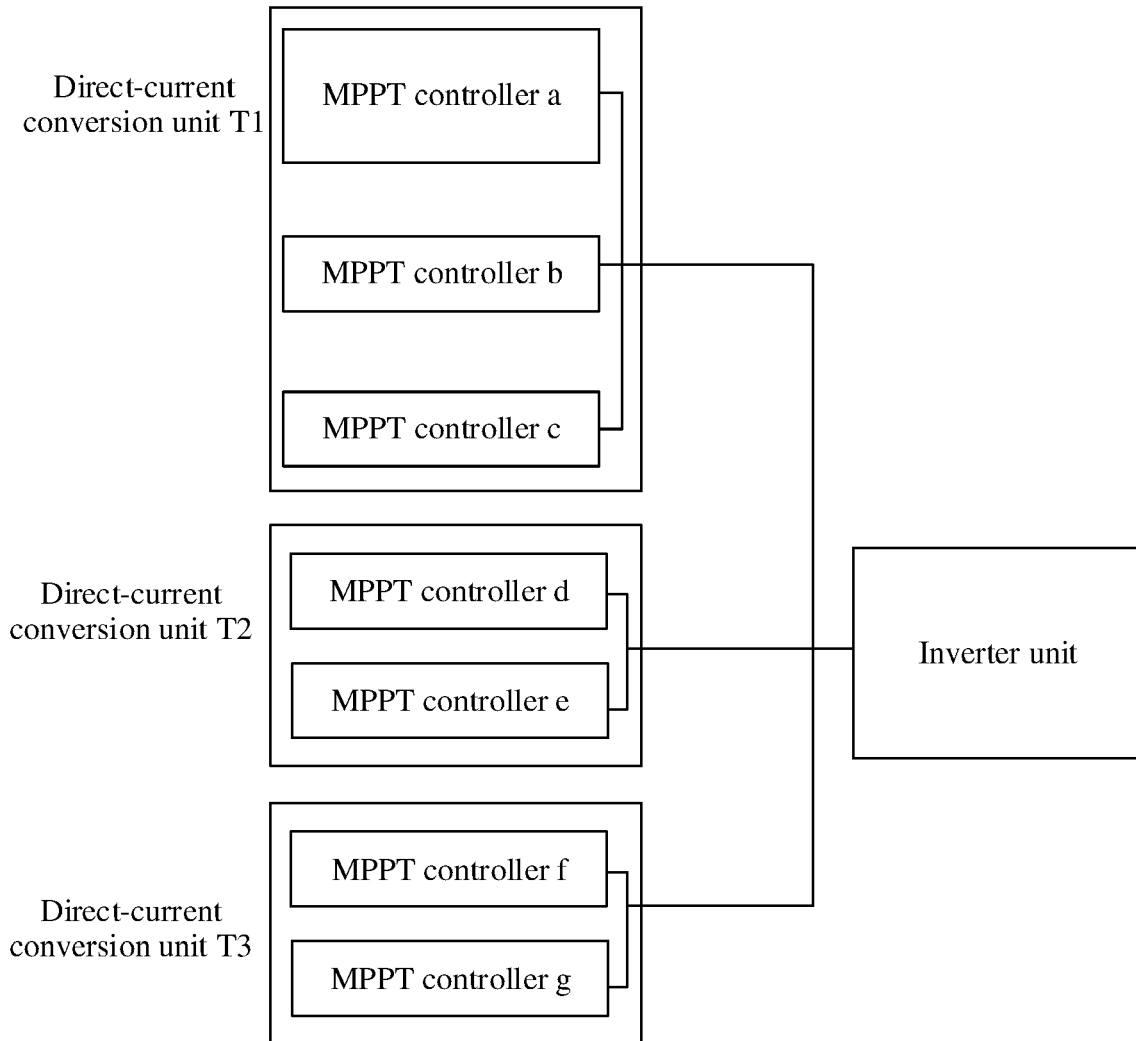 Direct-current
conversion unit T1
MPPT controller a
MPPT controller b
MPPT controller c
Direct-current
conversion unit T2
MPPT controller d
MPPT controller e
Inverter unit
Direct-current
conversion unit T3
MPPT controller f
MPPT controller g